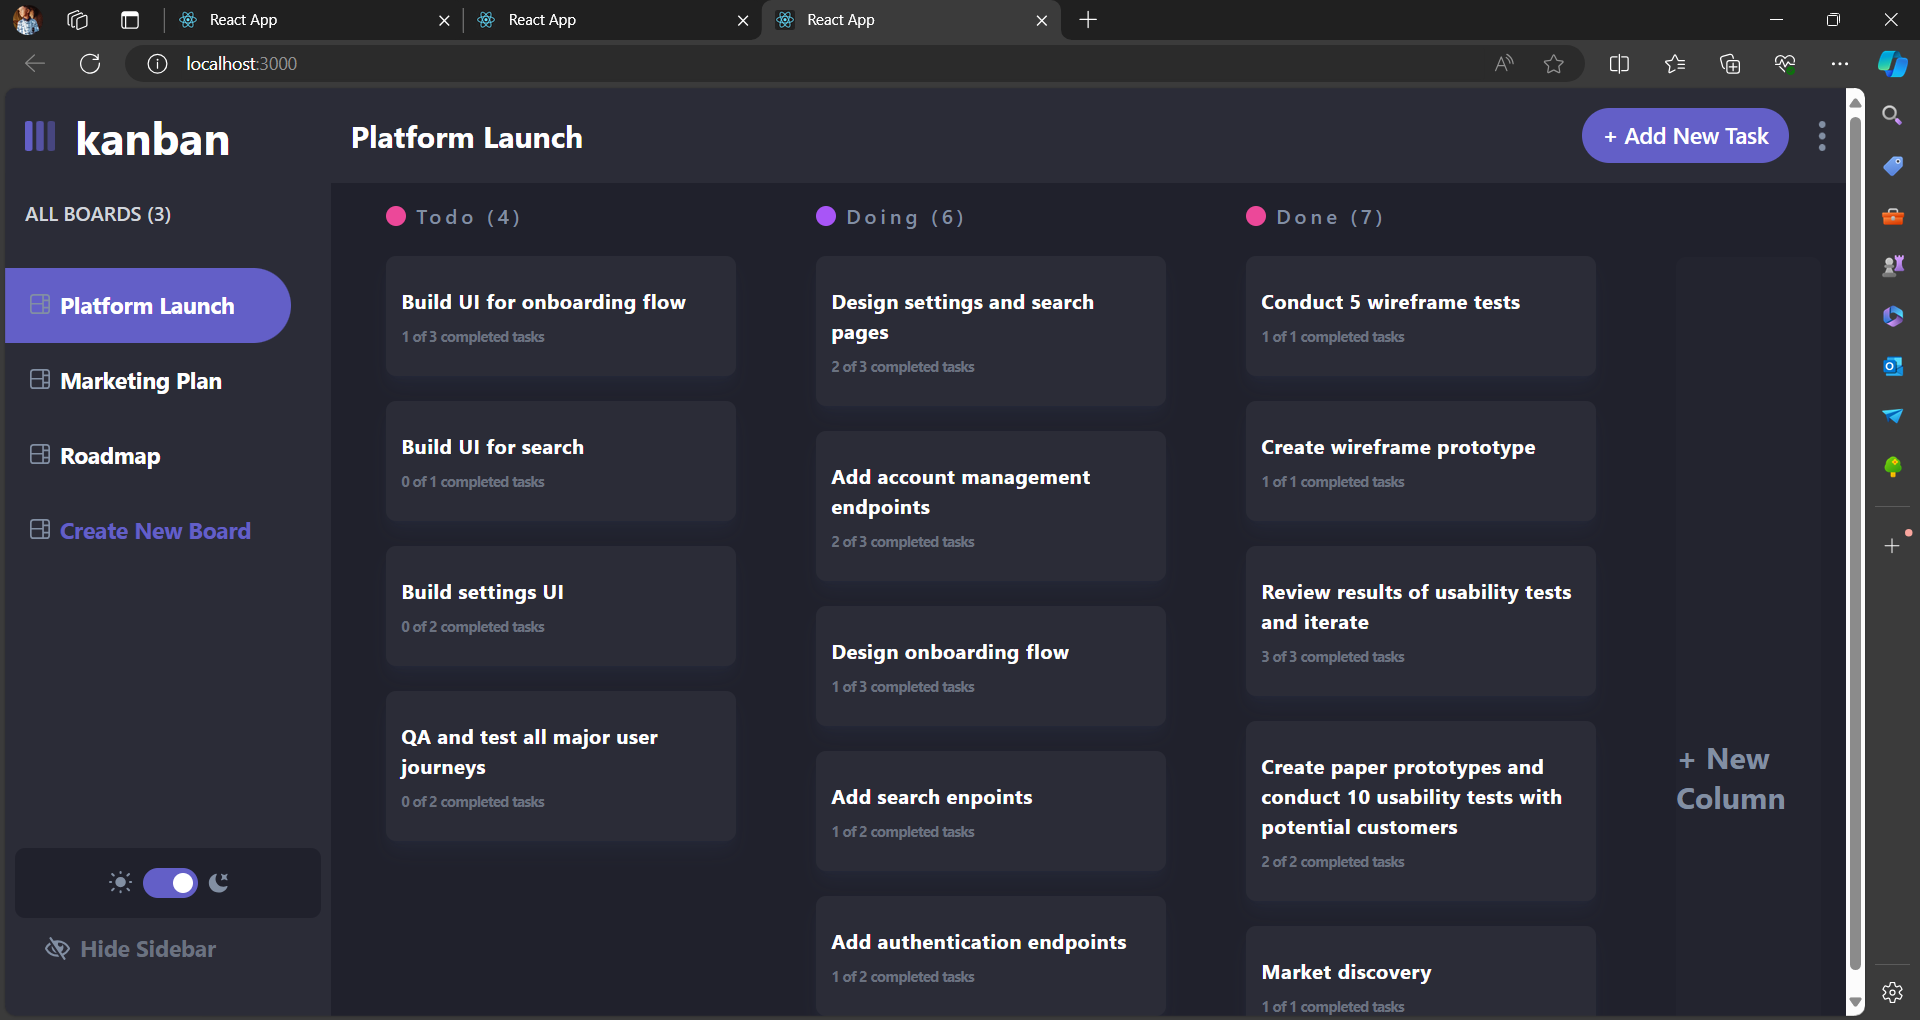 React App
React App
React App
localhost:3000
kanban
Platform Launch
+ Add New Task
ALL BOARDS (3)
Platform Launch
Marketing Plan
Roadmap
Create New Board
Hide Sidebar
Todo (4)
Build UI for onboarding flow
1 of 3 completed tasks
Build UI for search
0 of 1 completed tasks
Build settings UI
0 of 2 completed tasks
QA and test all major user
journeys
0 of 2 completed tasks
Doing (6)
Design settings and search
pages
2 of 3 completed tasks
Add account management
endpoints
2 of 3 completed tasks
Design onboarding flow
1 of 3 completed tasks
Add search enpoints
1 of 2 completed tasks
Add authentication endpoints
1 of 2 completed tasks
Done (7)
Conduct 5 wireframe tests
1 of 1 completed tasks
Create wireframe prototype
1 of 1 completed tasks
Review results of usability tests
and iterate
3 of 3 completed tasks
Create paper prototypes and
conduct 10 usability tests with
potential customers
2 of 2 completed tasks
Market discovery
1 of 1 completed tasks
+ New
Column